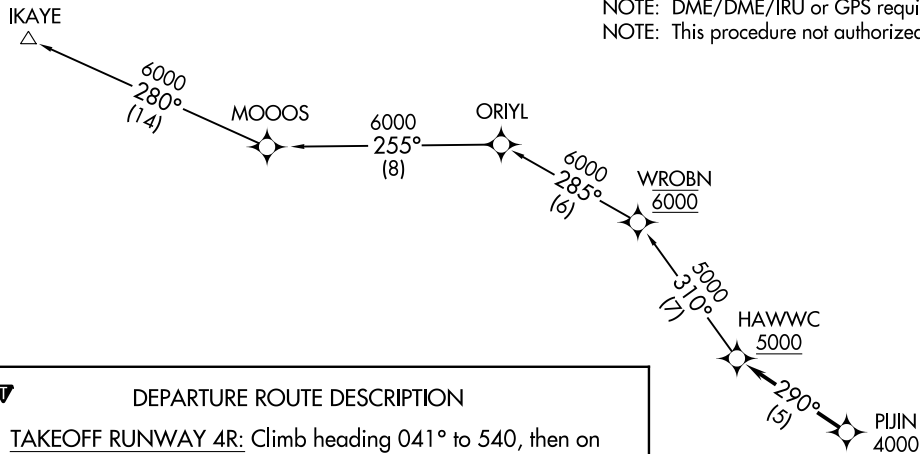 IKAYE
NOTE: DME/DME/IRU or GPS requi
NOTE: This procedure not authorized
6000
280°
(14)
MOOOS
6000
255°
(8)
ORIYL
6000
285°
(6)
WROBN
6000
5000
310°
(7)
HAWWC
5000
290°
(5)
PIJIN
4000
T
DEPARTURE ROUTE DESCRIPTION
TAKEOFF RUNWAY 4R: Climb heading 041° to 540, then on